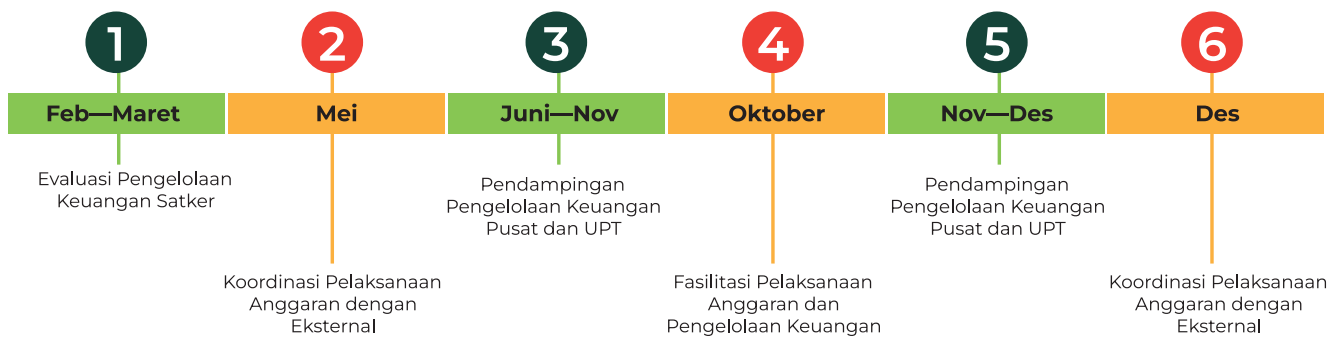 1
2
3
4
5
6
Feb—Maret
Mei
Juni—Nov
Oktober
Nov—Des
Des
Evaluasi Pengelolaan
Keuangan Satker
Koordinasi Pelaksanaan
Anggaran dengan
Eksternal
Pendampingan
Pengelolaan Keuangan
Pusat dan UPT
Fasilitasi Pelaksanaan
Anggaran dan
Pengelolaan Keuangan
Pendampingan
Pengelolaan Keuangan
Pusat dan UPT
Koordinasi Pelaksanaan
Anggaran dengan
Eksternal